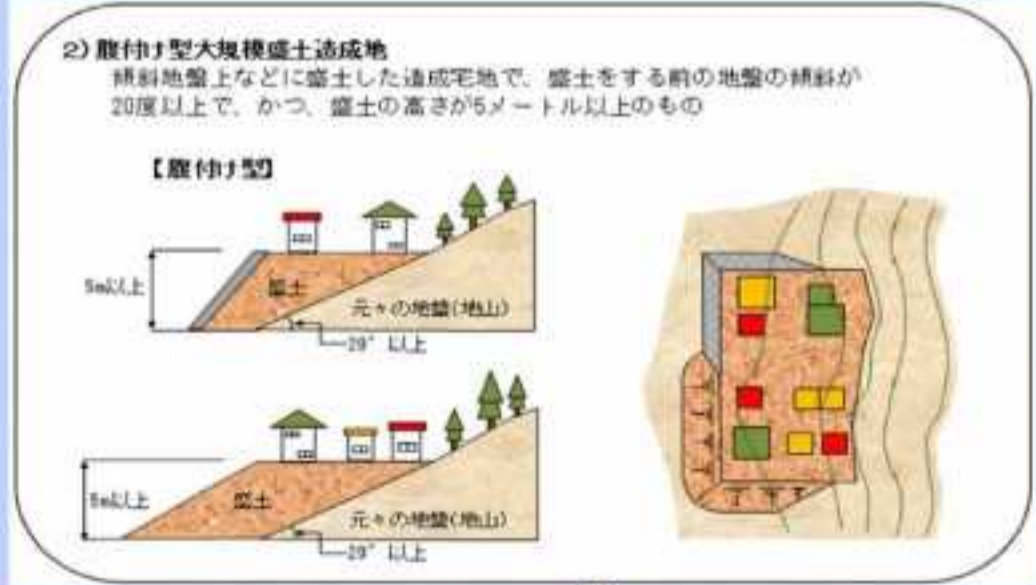 2) 腹付け型大規模盛土造成地
傾斜地盤上などに盛土した造成宅地で、盛土をする前の地盤の傾斜が
20度以上で、かつ、盛土の高さが5メートル以上のもの
【腹付け型】
5m以上
盛土
元々の地盤(地山)
20° 以上
5m以上
盛土
元々の地盤(地山)
20° 以上